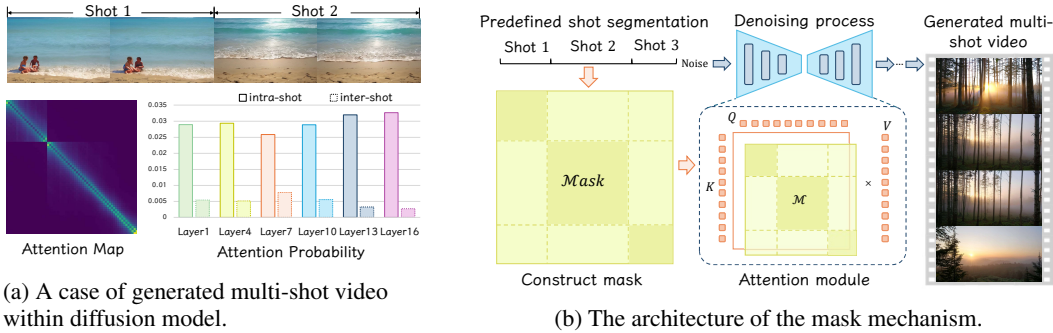 Shot 1
Shot 2
intra-shot
inter-shot
0.035
0.03
0.025
0.02
0.015
0.01
0.005
0
Layer1 Layer4 Layer7 Layer10 Layer13 Layer16
Attention Map
Attention Probability
(a) A case of generated multi-shot video
within diffusion model.
Predefined shot segmentation
Shot 1 Shot 2 Shot 3
Mask
Construct mask
Denoising process
Noise
...
Q
K
V
M
×
Attention module
Generated multi-
shot video
(b) The architecture of the mask mechanism.